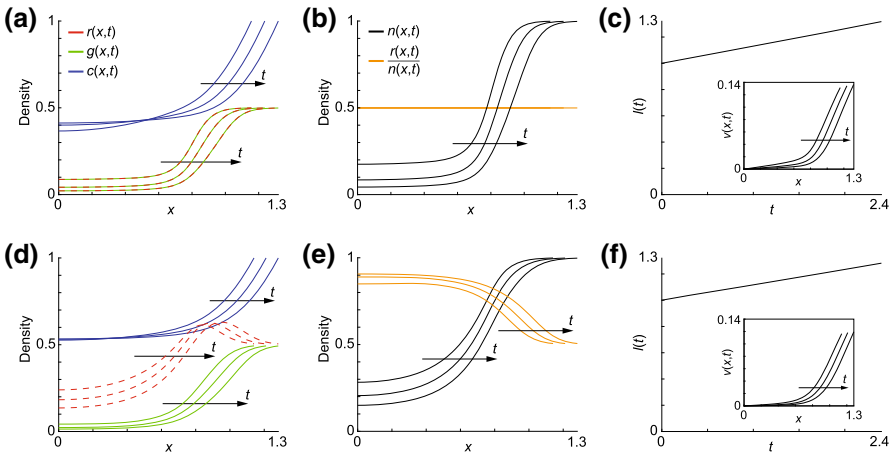 (a)
1
r(x,t)
g(x,t)
c(x,t)
t
Density
0.5
0
0
x
1.3
(b)
1
n(x,t)
r(x,t)
n(x,t)
Density
0.5
t
0
0
x
1.3
(c)
1.3
l(t)
0.14
v(x,t)
t
0
0
x
1.3
0
0
t
2.4
(d)
1
t
t
Density
0.5
t
0
0
x
1.3
(e)
1
t
Density
0.5
t
0
0
x
1.3
(f)
1.3
l(t)
0.14
v(x,t)
t
0
0
x
1.3
0
0
t
2.4